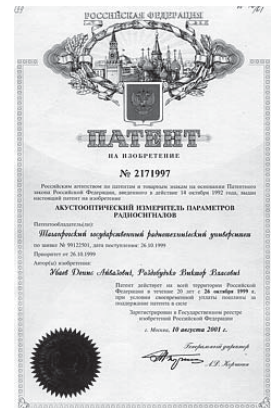 РОССИЙСКАЯ ФЕДЕРАЦИЯ
ПАТЕНТ
НА ИЗОБРЕТЕНИЕ
№ 2171997
Российским агентством по патентам и товарным знакам на основании Патентного
закона Российской Федерации, введенного в действие 14 октября 1992 года, выдан
настоящий патент на изобретение
АКУСТООПТИЧЕСКИЙ ИЗМЕРИТЕЛЬ ПАРАМЕТРОВ
РАДИОСИГНАЛОВ
Патентообладатель(ли):
Таганрогский государственный радиотехнический университет
по заявке № 99122931, дата поступления: 26.10.1999
Приоритет от 26.10.1999
Автор(ы) изобретения:
Роздобудько Виктор Власович
Патент действует на всей территории Российской
Федерации в течение 20 лет с 26 октября 1999 г.
при условии своевременной уплаты пошлины за
поддержание патента в силе
Зарегистрирован в Государственном реестре
изобретений Российской Федерации
г. Москва, 10 августа 2001 г.
Генеральный директор
А.Д. Корчагин